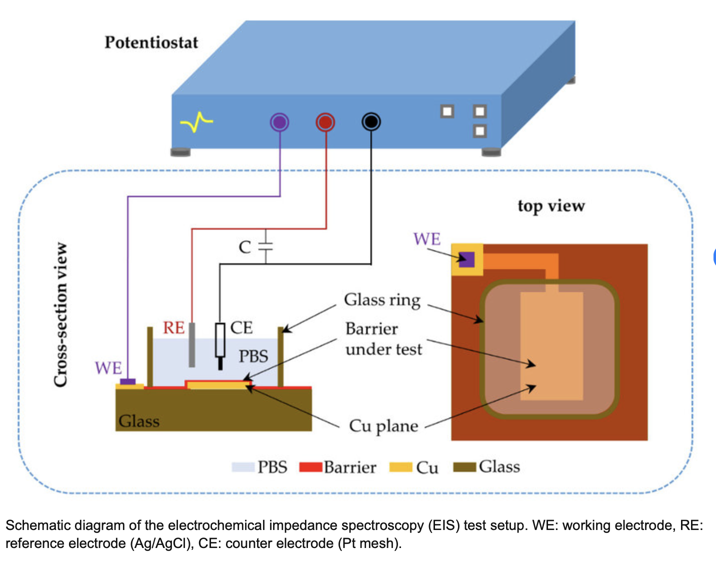 Potentiostat
top view
WE
C
Cross-section view
Glass ring
RE
CE
Barrier
under test
PBS
WE
Glass
Cu plane
PBS
Barrier
Cu
Glass
Schematic diagram of the electrochemical impedance spectroscopy (EIS) test setup. WE: working electrode, RE:
reference electrode (Ag/AgCl), CE: counter electrode (Pt mesh).